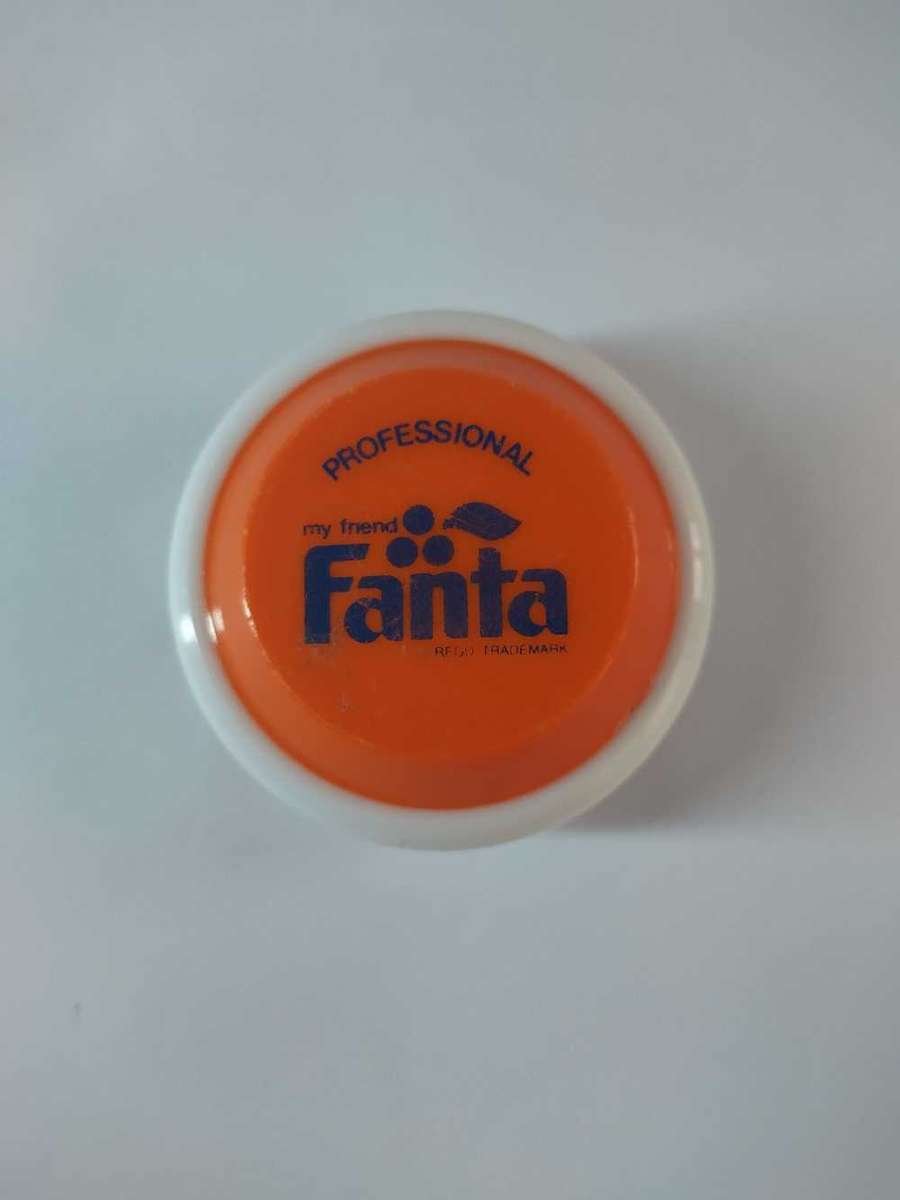 PROFESSIONAL
my friend
Fanta
REGD. TRADEMARK